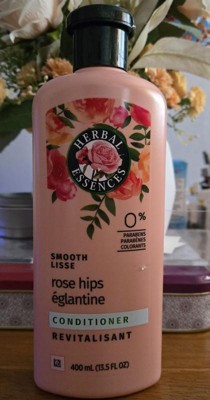 HERBAL
ESSENCES
0%
PARABENS
PARABÈNES
COLORANTS
SMOOTH
LISSE
rose hips
églantine
CONDITIONER
REVITALISANT
400 mL (13.5 FL OZ)